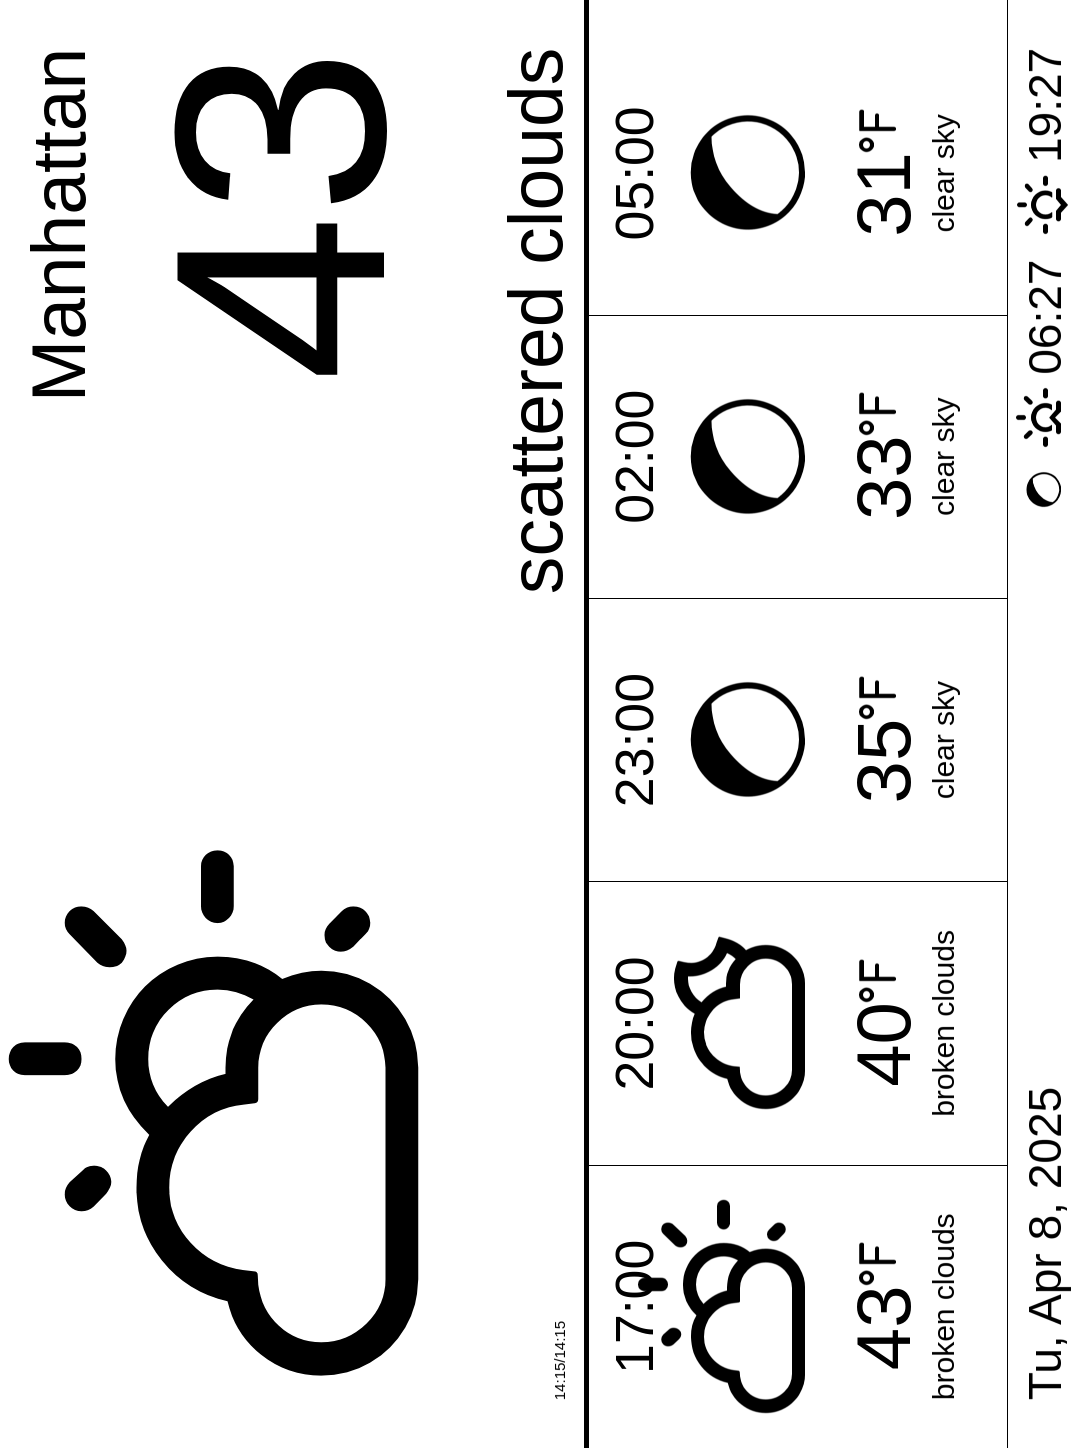 Manhattan
43
scattered clouds
14:15/14:15
17:00 20:00 23:00 02:00 05:00
43°F 40°F 35°F 33°F 31°F
broken clouds broken clouds clear sky clear sky clear sky
Tu, Apr 8, 2025 06:27 19:27